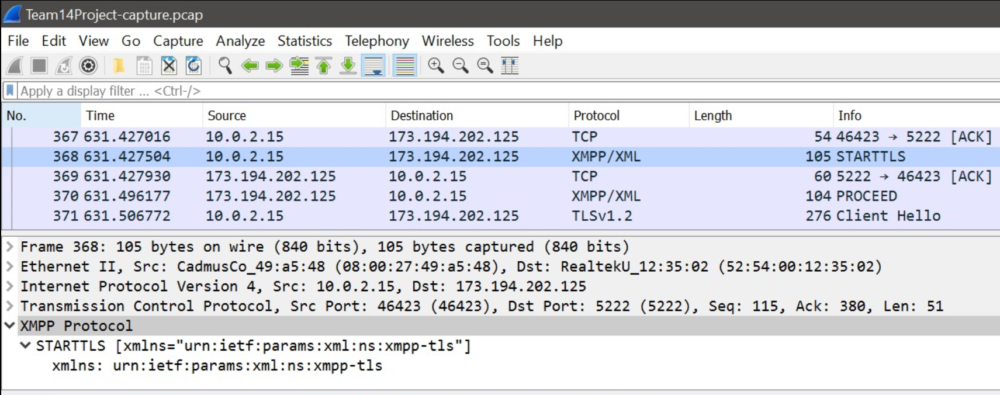 Team14Project-capture.pcap
File Edit View Go Capture Analyze Statistics Telephony Wireless Tools Help
Apply a display filter ... <Ctrl-/>
No. Time Source Destination Protocol Length Info
367 631.427016 10.0.2.15 173.194.202.125 TCP 54 46423 → 5222 [ACK]
368 631.427504 10.0.2.15 173.194.202.125 XMPP/XML 105 STARTTLS
369 631.427930 173.194.202.125 10.0.2.15 TCP 60 5222 → 46423 [ACK]
370 631.496177 173.194.202.125 10.0.2.15 XMPP/XML 104 PROCEED
371 631.506772 10.0.2.15 173.194.202.125 TLSv1.2 276 Client Hello
Frame 368: 105 bytes on wire (840 bits), 105 bytes captured (840 bits)
Ethernet II, Src: CadmusCo_49:a5:48 (08:00:27:49:a5:48), Dst: RealtekU_12:35:02 (52:54:00:12:35:02)
Internet Protocol Version 4, Src: 10.0.2.15, Dst: 173.194.202.125
Transmission Control Protocol, Src Port: 46423 (46423), Dst Port: 5222 (5222), Seq: 115, Ack: 380, Len: 51
XMPP Protocol
STARTTLS [xmlns="urn:ietf:params:xml:ns:xmpp-tls"]
xmlns: urn:ietf:params:xml:ns:xmpp-tls